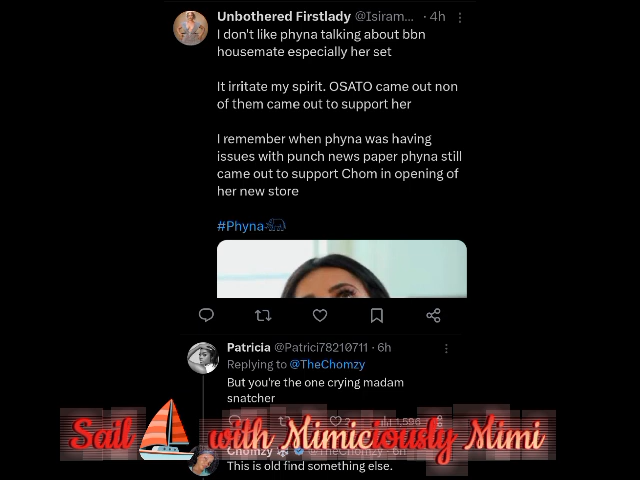 Unbothered Firstlady @Isiram... · 4h
I don't like phyna talking about bbn
housemate especially her set
It irritate my spirit. OSATO came out non
of them came out to support her
I remember when phyna was having
issues with punch news paper phyna still
came out to support Chom in opening of
her new store
#Phyna
Patricia @Patrici78210711 · 6h
Replying to @TheChomzy
But you're the one crying madam
snatcher
1,596
Sail with Mimiciously Mimi
Chomzy @TheChomzy · 6h
This is old find something else.